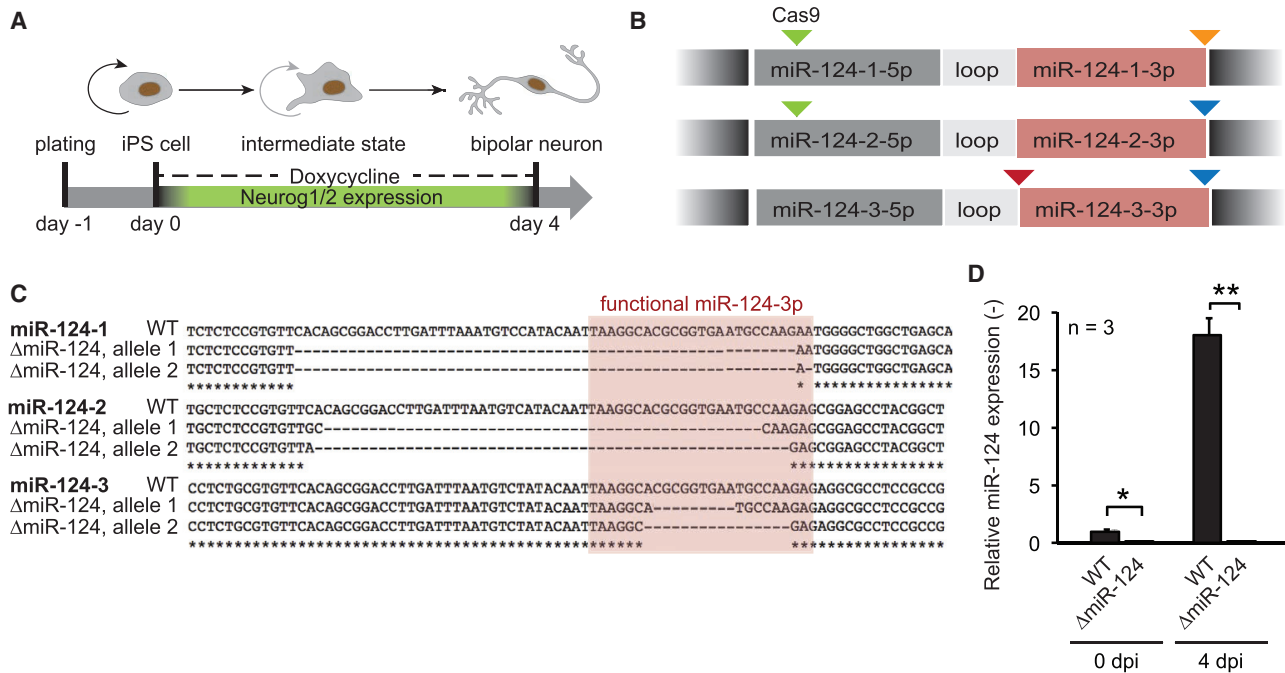 A
plating iPS cell intermediate state bipolar neuron
Doxycycline
Neurog1/2 expression
day -1 day 0 day 4
B
Cas9
miR-124-1-5p loop miR-124-1-3p
miR-124-2-5p loop miR-124-2-3p
miR-124-3-5p loop miR-124-3-3p
C
functional miR-124-3p
miR-124-1 WT TCTCTCCGTGTTCACAGCGGACCTTGATTTAAATGTCCATACAATTAAGGCACGCGGTGAATGCCAAGAATGGGGCTGGCTGAGCA
ΔmiR-124, allele 1 TCTCTCCGTGTT--------------------------------------------------------AATGGGGCTGGCTGAGCA
ΔmiR-124, allele 2 TCTCTCCGTGTT--------------------------------------------------------A-TGGGGCTGGCTGAGCA
************ * ****************
miR-124-2 WT TGCTCTCCGTGTTCACAGCGGACCTTGATTTAATGTCATACAATTAAGGCACGCGGTGAATGCCAAGAGCGGAGCCTACGGCT
ΔmiR-124, allele 1 TGCTCTCCGTGTTGC-------------------------------------------------CAAGAGCGGAGCCTACGGCT
ΔmiR-124, allele 2 TGCTCTCCGTGTTA-----------------------------------------------------GAGCGGAGCCTACGGCT
************* *****************
miR-124-3 WT CCTCTGCGTGTTCACAGCGGACCTTGATTTAATGTCTATACAATTAAGGCACGCGGTGAATGCCAAGAGAGGCGCCTCCGCCG
ΔmiR-124, allele 1 CCTCTGCGTGTTCACAGCGGACCTTGATTTAATGTCTATACAATTAAGGCA---------TGCCAAGAGAGGCGCCTCCGCCG
ΔmiR-124, allele 2 CCTCTGCGTGTTCACAGCGGACCTTGATTTAATGTCTATACAATTAAGGC----------------GAGAGGCGCCTCCGCCG
************************************************** *****************
D
Relative miR-124 expression (-)
n = 3
20
15
10
5
0
*
**
WT ΔmiR-124 WT ΔmiR-124
0 dpi 4 dpi